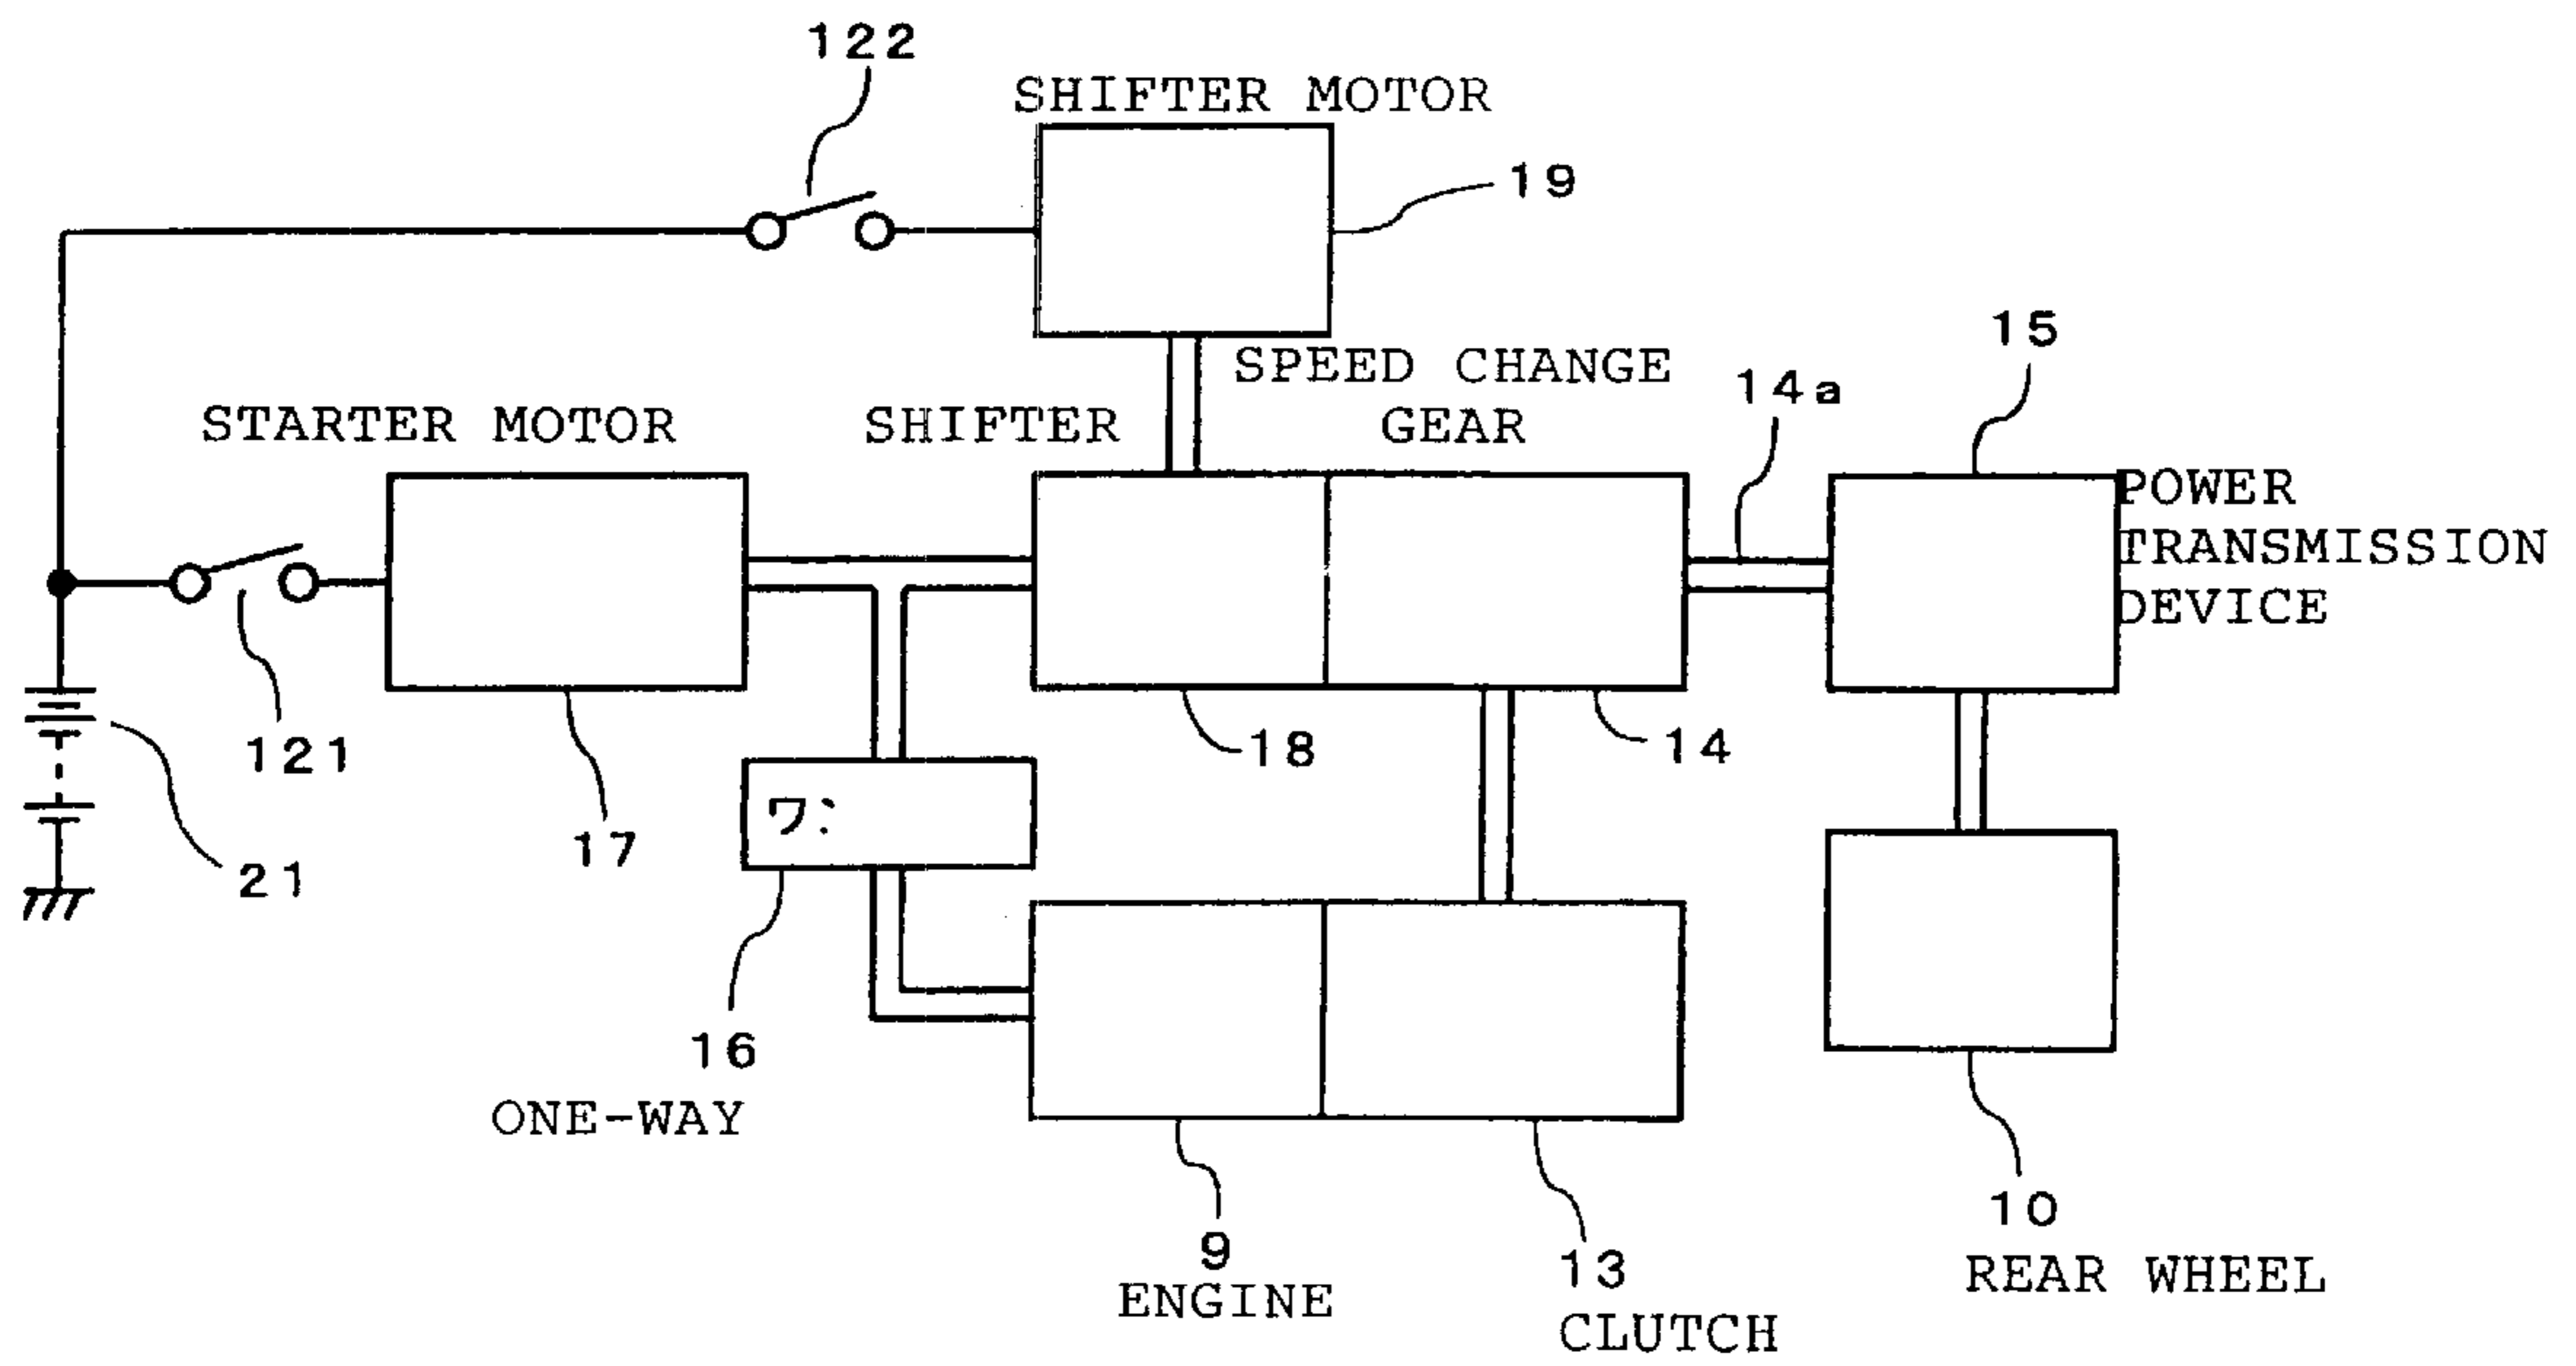 122
SHIFTER MOTOR
19
15
SPEED CHANGE
GEAR
14a
STARTER MOTOR
SHIFTER
POWER
TRANSMISSION
DEVICE
121
18
14
17
ワ
21
16
ONE-WAY
9
ENGINE
13
CLUTCH
10
REAR WHEEL